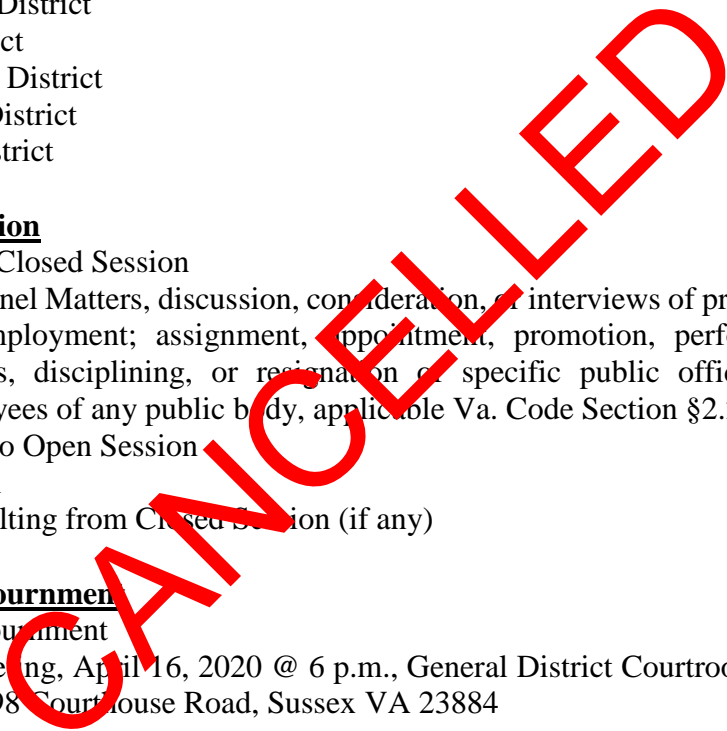 District
ct
District
District
strict
ion
Closed Session
nel Matters, discussion, consideration, or interviews of pr
mployment; assignment, appointment, promotion, perfo
s, disciplining, or resignation of specific public offic
yees of any public body, applicable Va. Code Section §2.
o Open Session
lting from Closed Session (if any)
ournment
ournment
eting, April 16, 2020 @ 6 p.m., General District Courtroo
98 Courthouse Road, Sussex VA 23884
CANCELLED